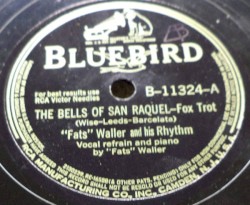 BLUEBIRD
For best results use
RCA Victor Needles
B-11324-A
THE BELLS OF SAN RAQUEL-Fox Trot
(Wise-Leeds-Barcelata)
"Fats" Waller and his Rhythm
Vocal refrain and piano
by "Fats" Waller
RCA MANUFACTURING CO., INC. CAMDEN, N.J.